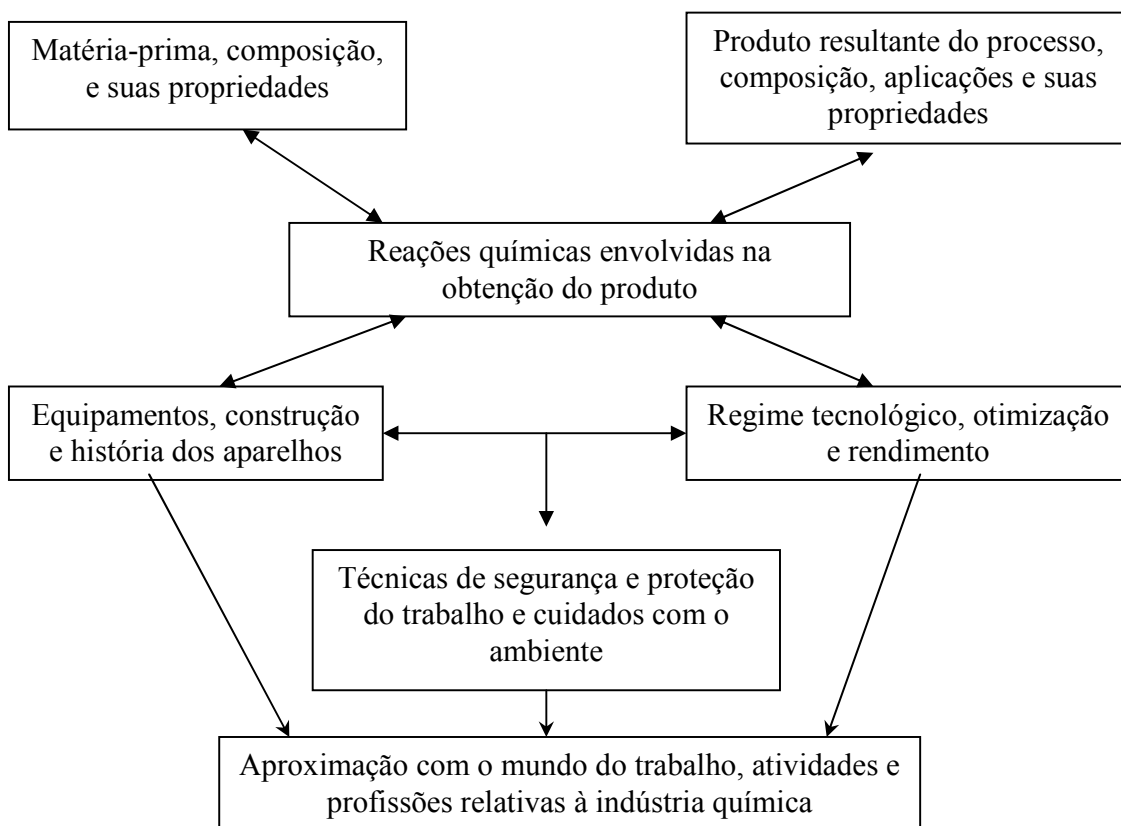 Matéria-prima, composição,
e suas propriedades
Produto resultante do processo,
composição, aplicações e suas
propriedades
Reações químicas envolvidas na
obtenção do produto
Equipamentos, construção
e história dos aparelhos
Regime tecnológico, otimização
e rendimento
Técnicas de segurança e proteção
do trabalho e cuidados com o
ambiente
Aproximação com o mundo do trabalho, atividades e
profissões relativas à indústria química